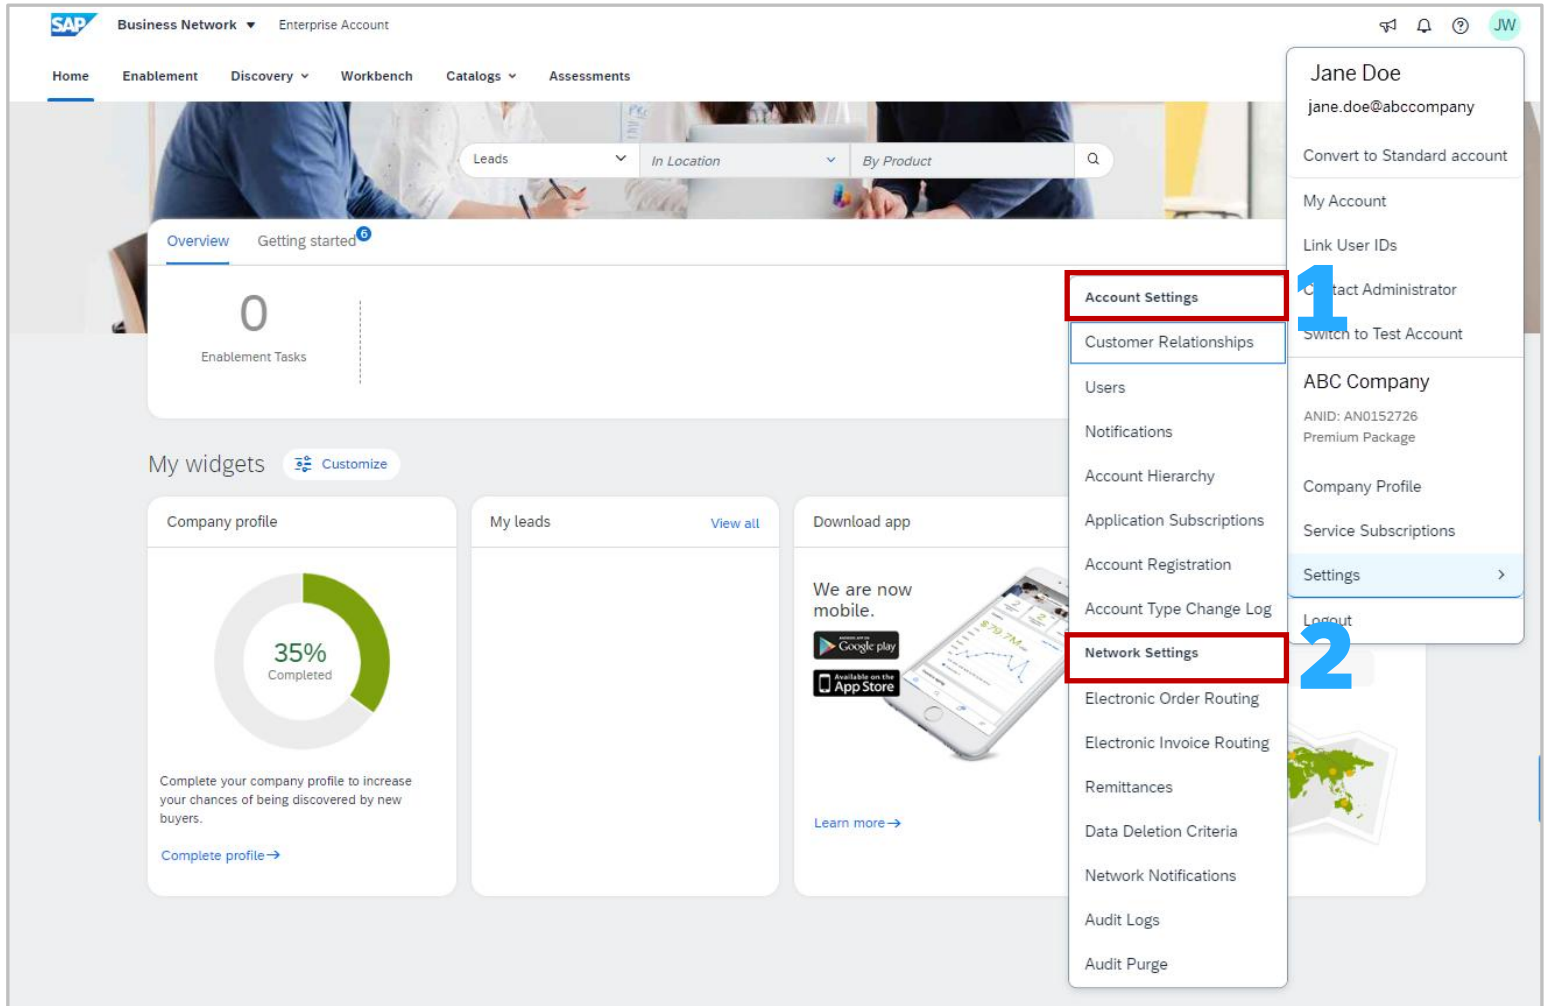 SAP Business Network Enterprise Account JW
Home Enablement Discovery Workbench Catalogs Assessments
Leads In Location By Product
Overview Getting started 6
0
Enablement Tasks
My widgets Customize
Company profile
35%
Completed
Complete your company profile to increase
your chances of being discovered by new
buyers.
Complete profile
My leads View all
Download app
We are now
mobile.
Google play
Available on the
App Store
$79.7M
Learn more
Account Settings
Customer Relationships
Users
Notifications
Account Hierarchy
Application Subscriptions
Account Registration
Account Type Change Log
Network Settings
Electronic Order Routing
Electronic Invoice Routing
Remittances
Data Deletion Criteria
Network Notifications
Audit Logs
Audit Purge
1
2
Jane Doe
jane.doe@abccompany
Convert to Standard account
My Account
Link User IDs
Contact Administrator
Switch to Test Account
ABC Company
ANID: AN0152726
Premium Package
Company Profile
Service Subscriptions
Settings
Logout